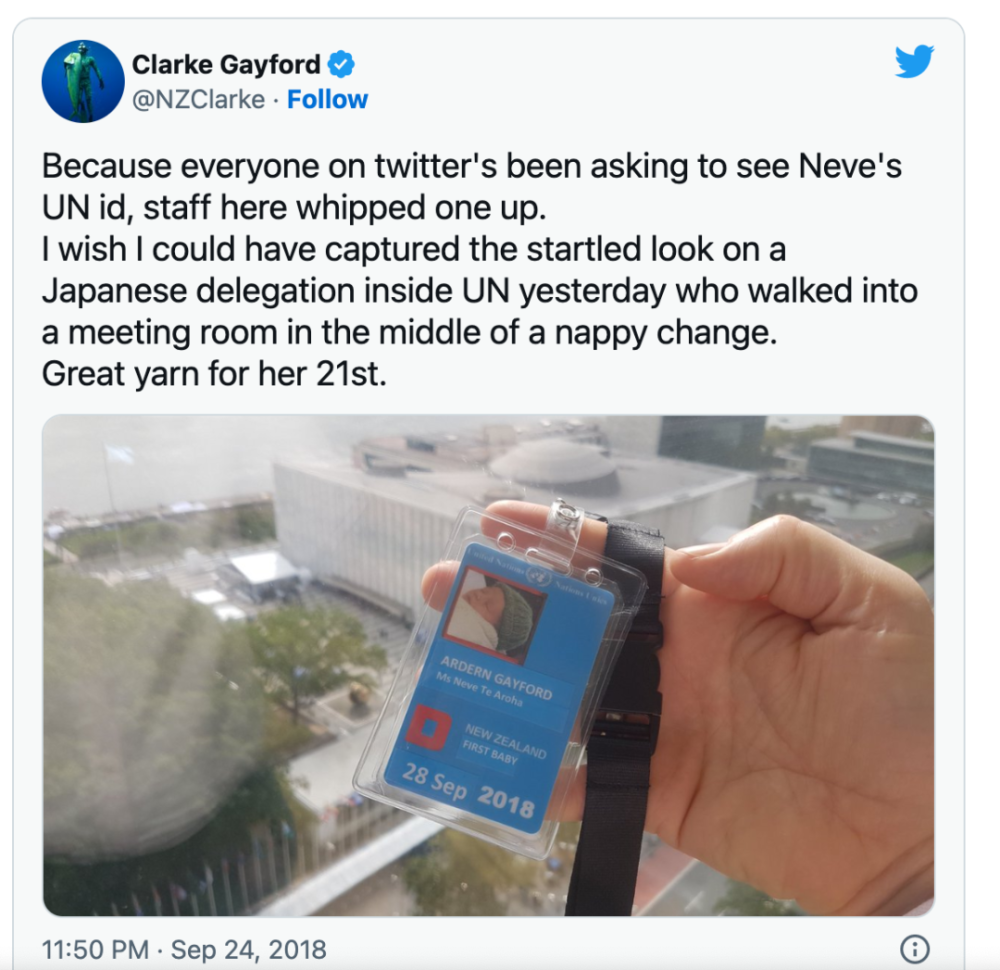 Clarke Gayford
@NZClarke · Follow
Because everyone on twitter's been asking to see Neve's
UN id, staff here whipped one up.
I wish I could have captured the startled look on a
Japanese delegation inside UN yesterday who walked into
a meeting room in the middle of a nappy change.
Great yarn for her 21st.
Nations Unies
ARDERN GAYFORD
Ms Neve Te Aroha
NEW ZEALAND
FIRST BABY
28 Sep 2018
11:50 PM · Sep 24, 2018